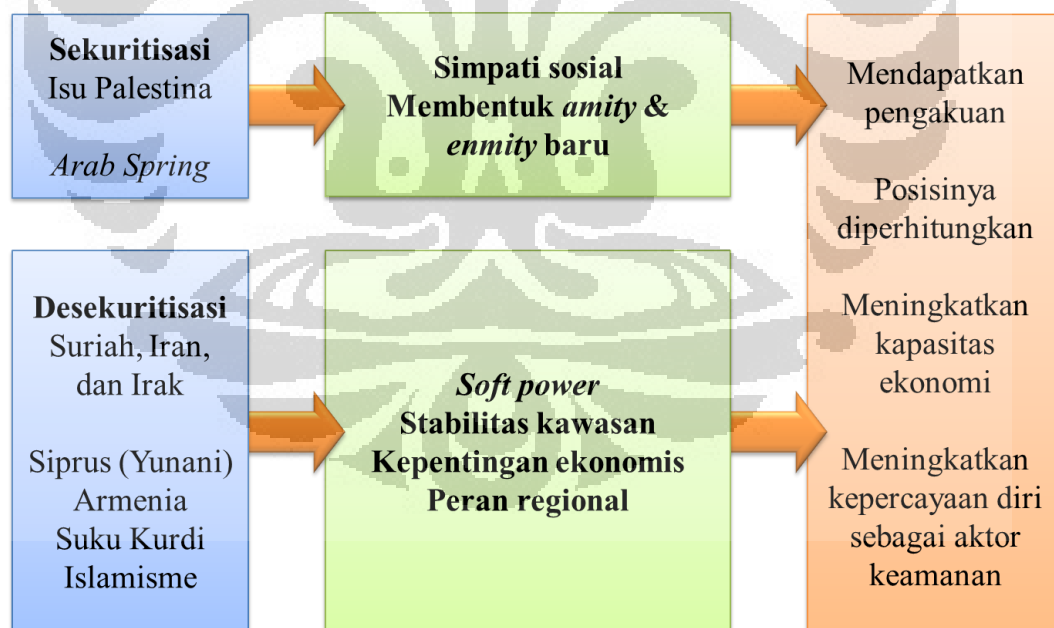 Sekuritisasi
Isu Palestina
Arab Spring
Simpati sosial
Membentuk amity &
enmity baru
Desekuritisasi
Suriah, Iran,
dan Irak
Siprus (Yunani)
Armenia
Suku Kurdi
Islamisme
Soft power
Stabilitas kawasan
Kepentingan ekonomis
Peran regional
Mendapatkan
pengakuan
Posisinya
diperhitungkan
Meningkatkan
kapasitas
ekonomi
Meningkatkan
kepercayaan diri
sebagai aktor
keamanan